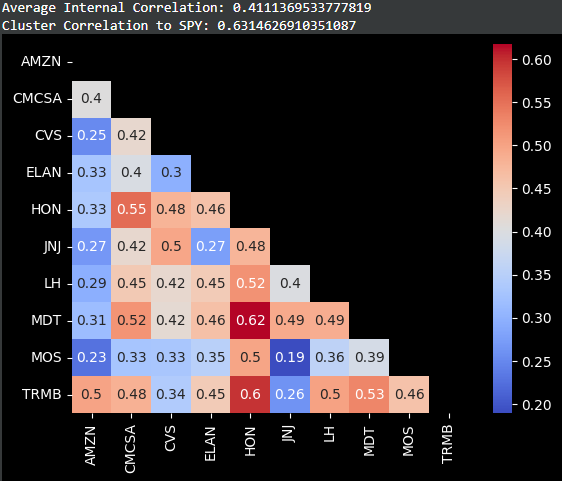 Average Internal Correlation: 0.4111369533777819
Cluster Correlation to SPY: 0.6314626910351087
AMZN
CMCSA 0.4
CVS 0.25 0.42
ELAN 0.33 0.4 0.3
HON 0.33 0.55 0.48 0.46
JNJ 0.27 0.42 0.5 0.27 0.48
LH 0.29 0.45 0.42 0.45 0.52 0.4
MDT 0.31 0.52 0.42 0.46 0.62 0.49 0.49
MOS 0.23 0.33 0.33 0.35 0.5 0.19 0.36 0.39
TRMB 0.5 0.48 0.34 0.45 0.6 0.26 0.5 0.53 0.46
AMZN CMCSA CVS ELAN HON JNJ LH MDT MOS TRMB
0.60
0.55
0.50
0.45
0.40
0.35
0.30
0.25
0.20